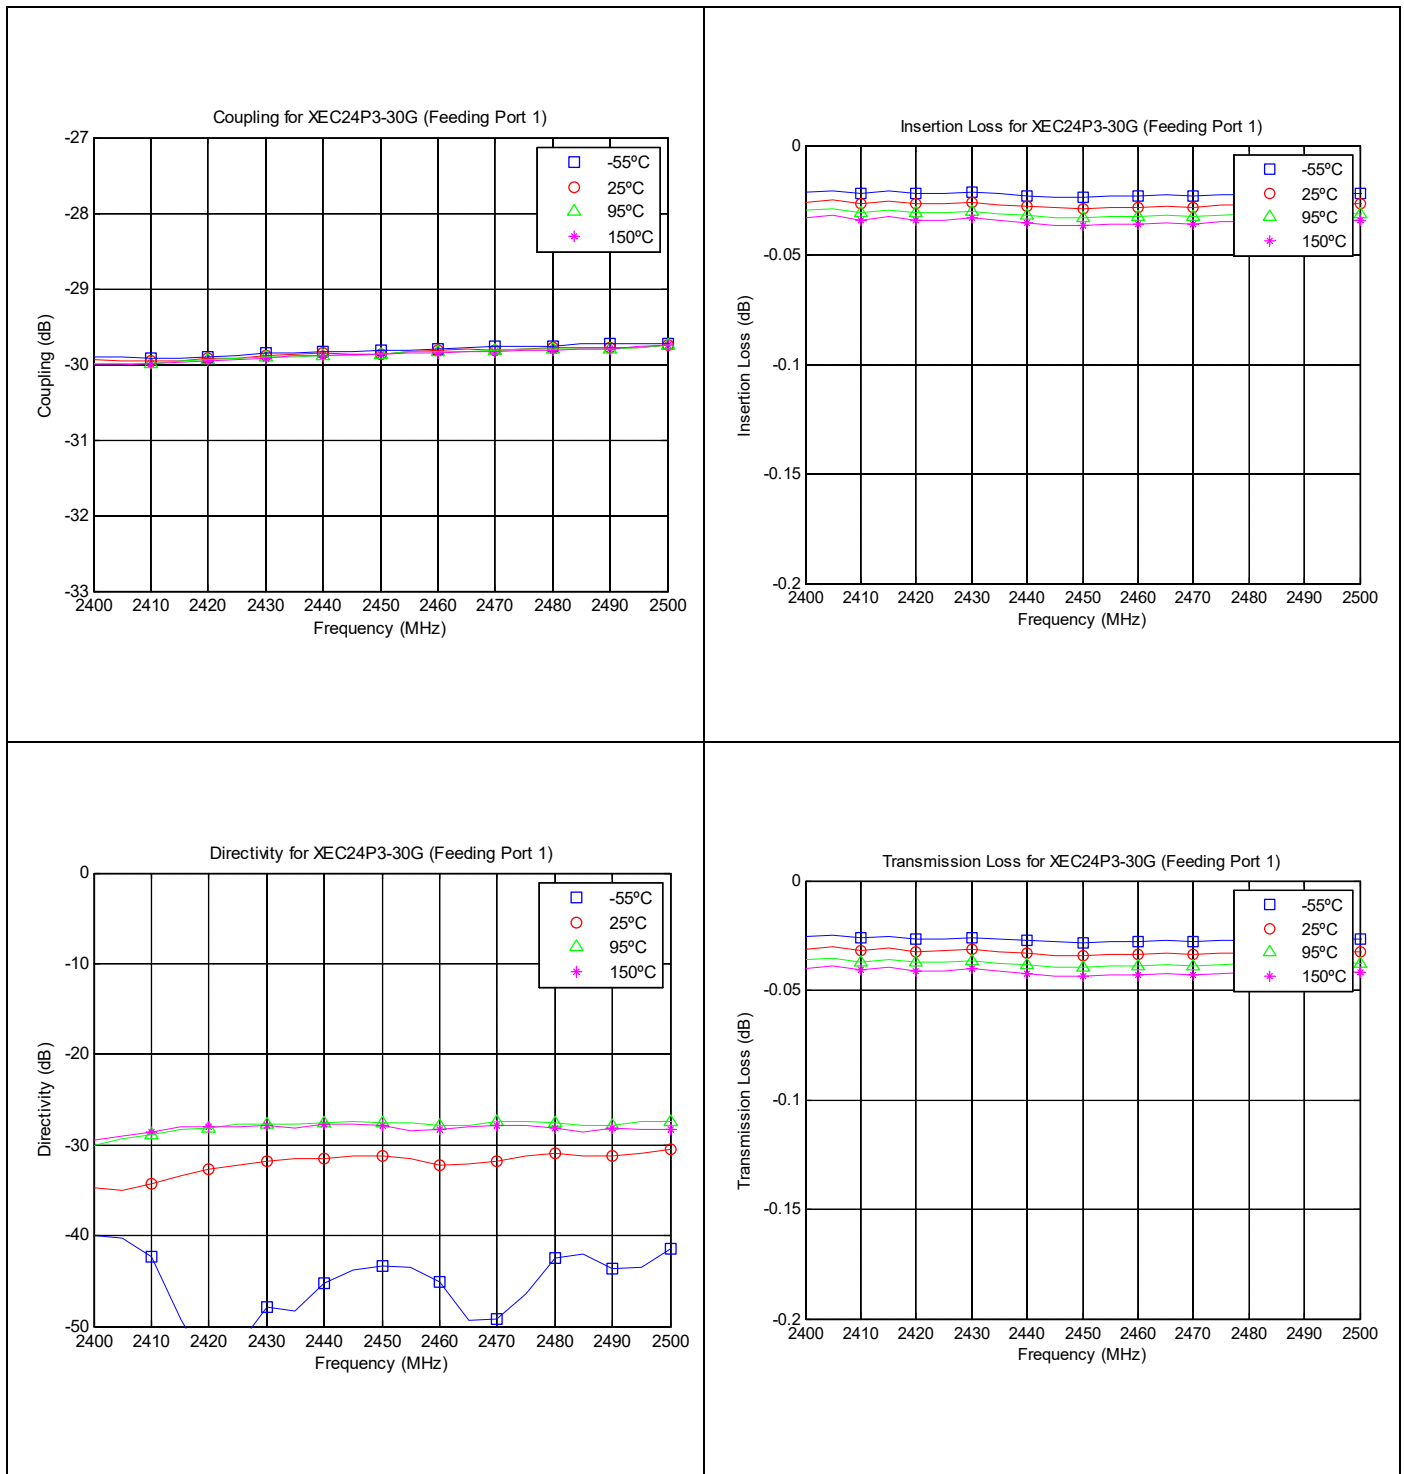 Coupling for XEC24P3-30G (Feeding Port 1)
-27
-28
-29
-30
-31
-32
-33
Coupling (dB)
-55ºC
25ºC
95ºC
150ºC
2400 2410 2420 2430 2440 2450 2460 2470 2480 2490 2500
Frequency (MHz)
Insertion Loss for XEC24P3-30G (Feeding Port 1)
0
-0.05
-0.1
-0.15
-0.2
Insertion Loss (dB)
-55ºC
25ºC
95ºC
150ºC
2400 2410 2420 2430 2440 2450 2460 2470 2480 2490 2500
Frequency (MHz)
Directivity for XEC24P3-30G (Feeding Port 1)
0
-10
-20
-30
-40
-50
Directivity (dB)
-55ºC
25ºC
95ºC
150ºC
2400 2410 2420 2430 2440 2450 2460 2470 2480 2490 2500
Frequency (MHz)
Transmission Loss for XEC24P3-30G (Feeding Port 1)
0
-0.05
-0.1
-0.15
-0.2
Transmission Loss (dB)
-55ºC
25ºC
95ºC
150ºC
2400 2410 2420 2430 2440 2450 2460 2470 2480 2490 2500
Frequency (MHz)